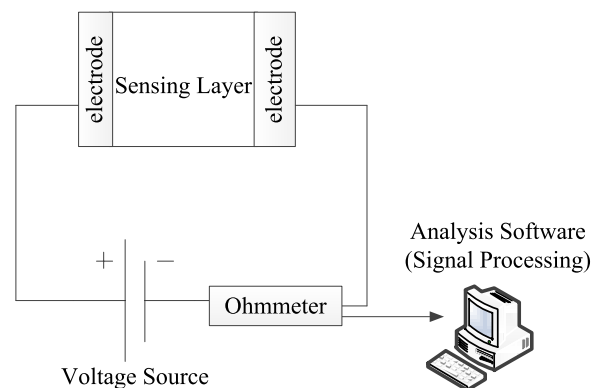 electrode
Sensing Layer
electrode
Analysis Software
(Signal Processing)
+
−
Ohmmeter
Voltage Source